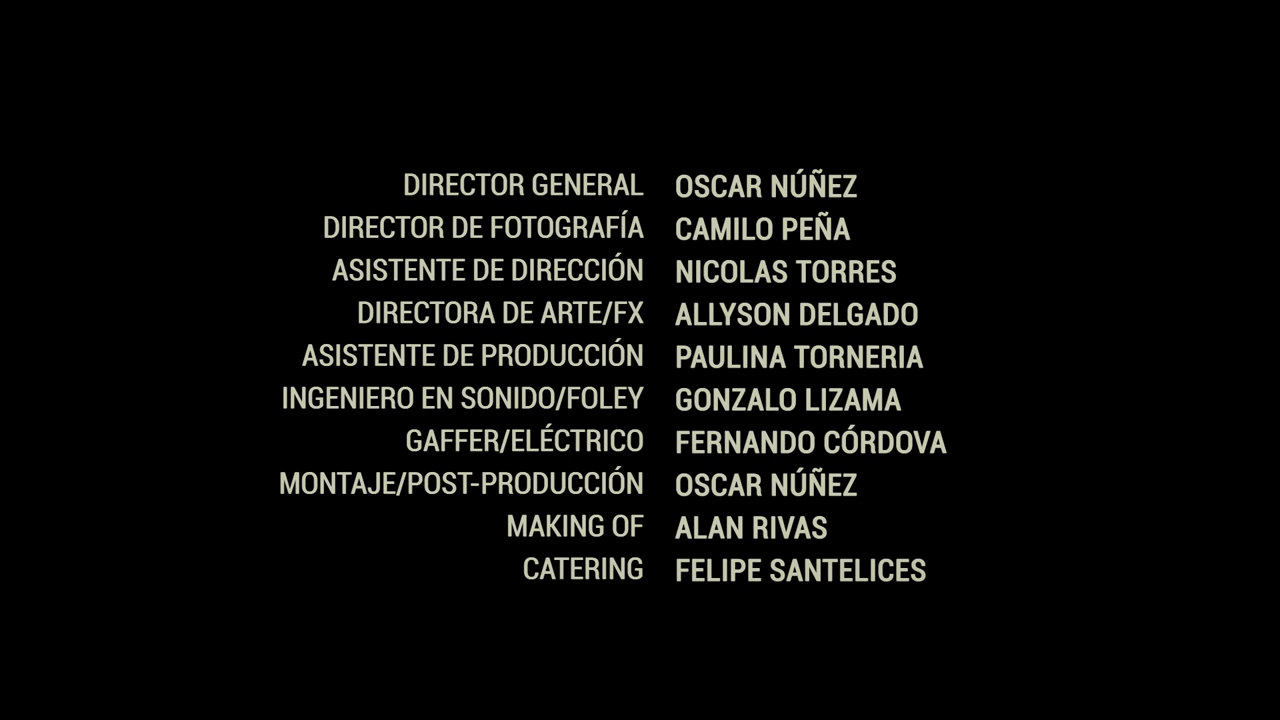 DIRECTOR GENERAL OSCAR NÚÑEZ
DIRECTOR DE FOTOGRAFÍA CAMILO PEÑA
ASISTENTE DE DIRECCIÓN NICOLAS TORRES
DIRECTORA DE ARTE/FX ALLYSON DELGADO
ASISTENTE DE PRODUCCIÓN PAULINA TORNERIA
INGENIERO EN SONIDO/FOLEY GONZALO LIZAMA
GAFFER/ELÉCTRICO FERNANDO CÓRDOVA
MONTAJE/POST-PRODUCCIÓN OSCAR NÚÑEZ
MAKING OF ALAN RIVAS
CATERING FELIPE SANTELICES